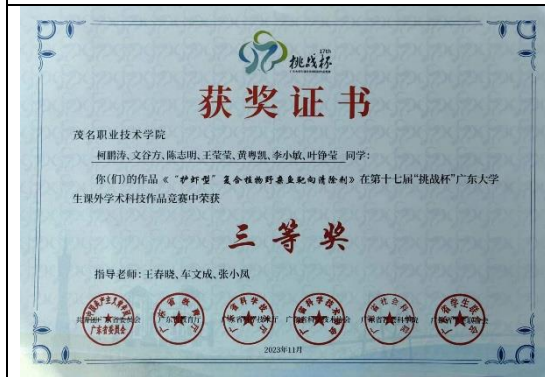 17th
挑战杯
获奖证书
茂名职业技术学院
柯鹏涛、文谷方、陈志明、王莹莹、黄粤凯、李小敏、叶铮莹 同学:
你(们)的作品《“护虾型”复合植物野杂鱼靶向清除剂》在第十七届“挑战杯”广东大学
生课外学术科技作品竞赛中荣获
三等奖
指导老师:王春晓、车文成、张小凤
2023年11月